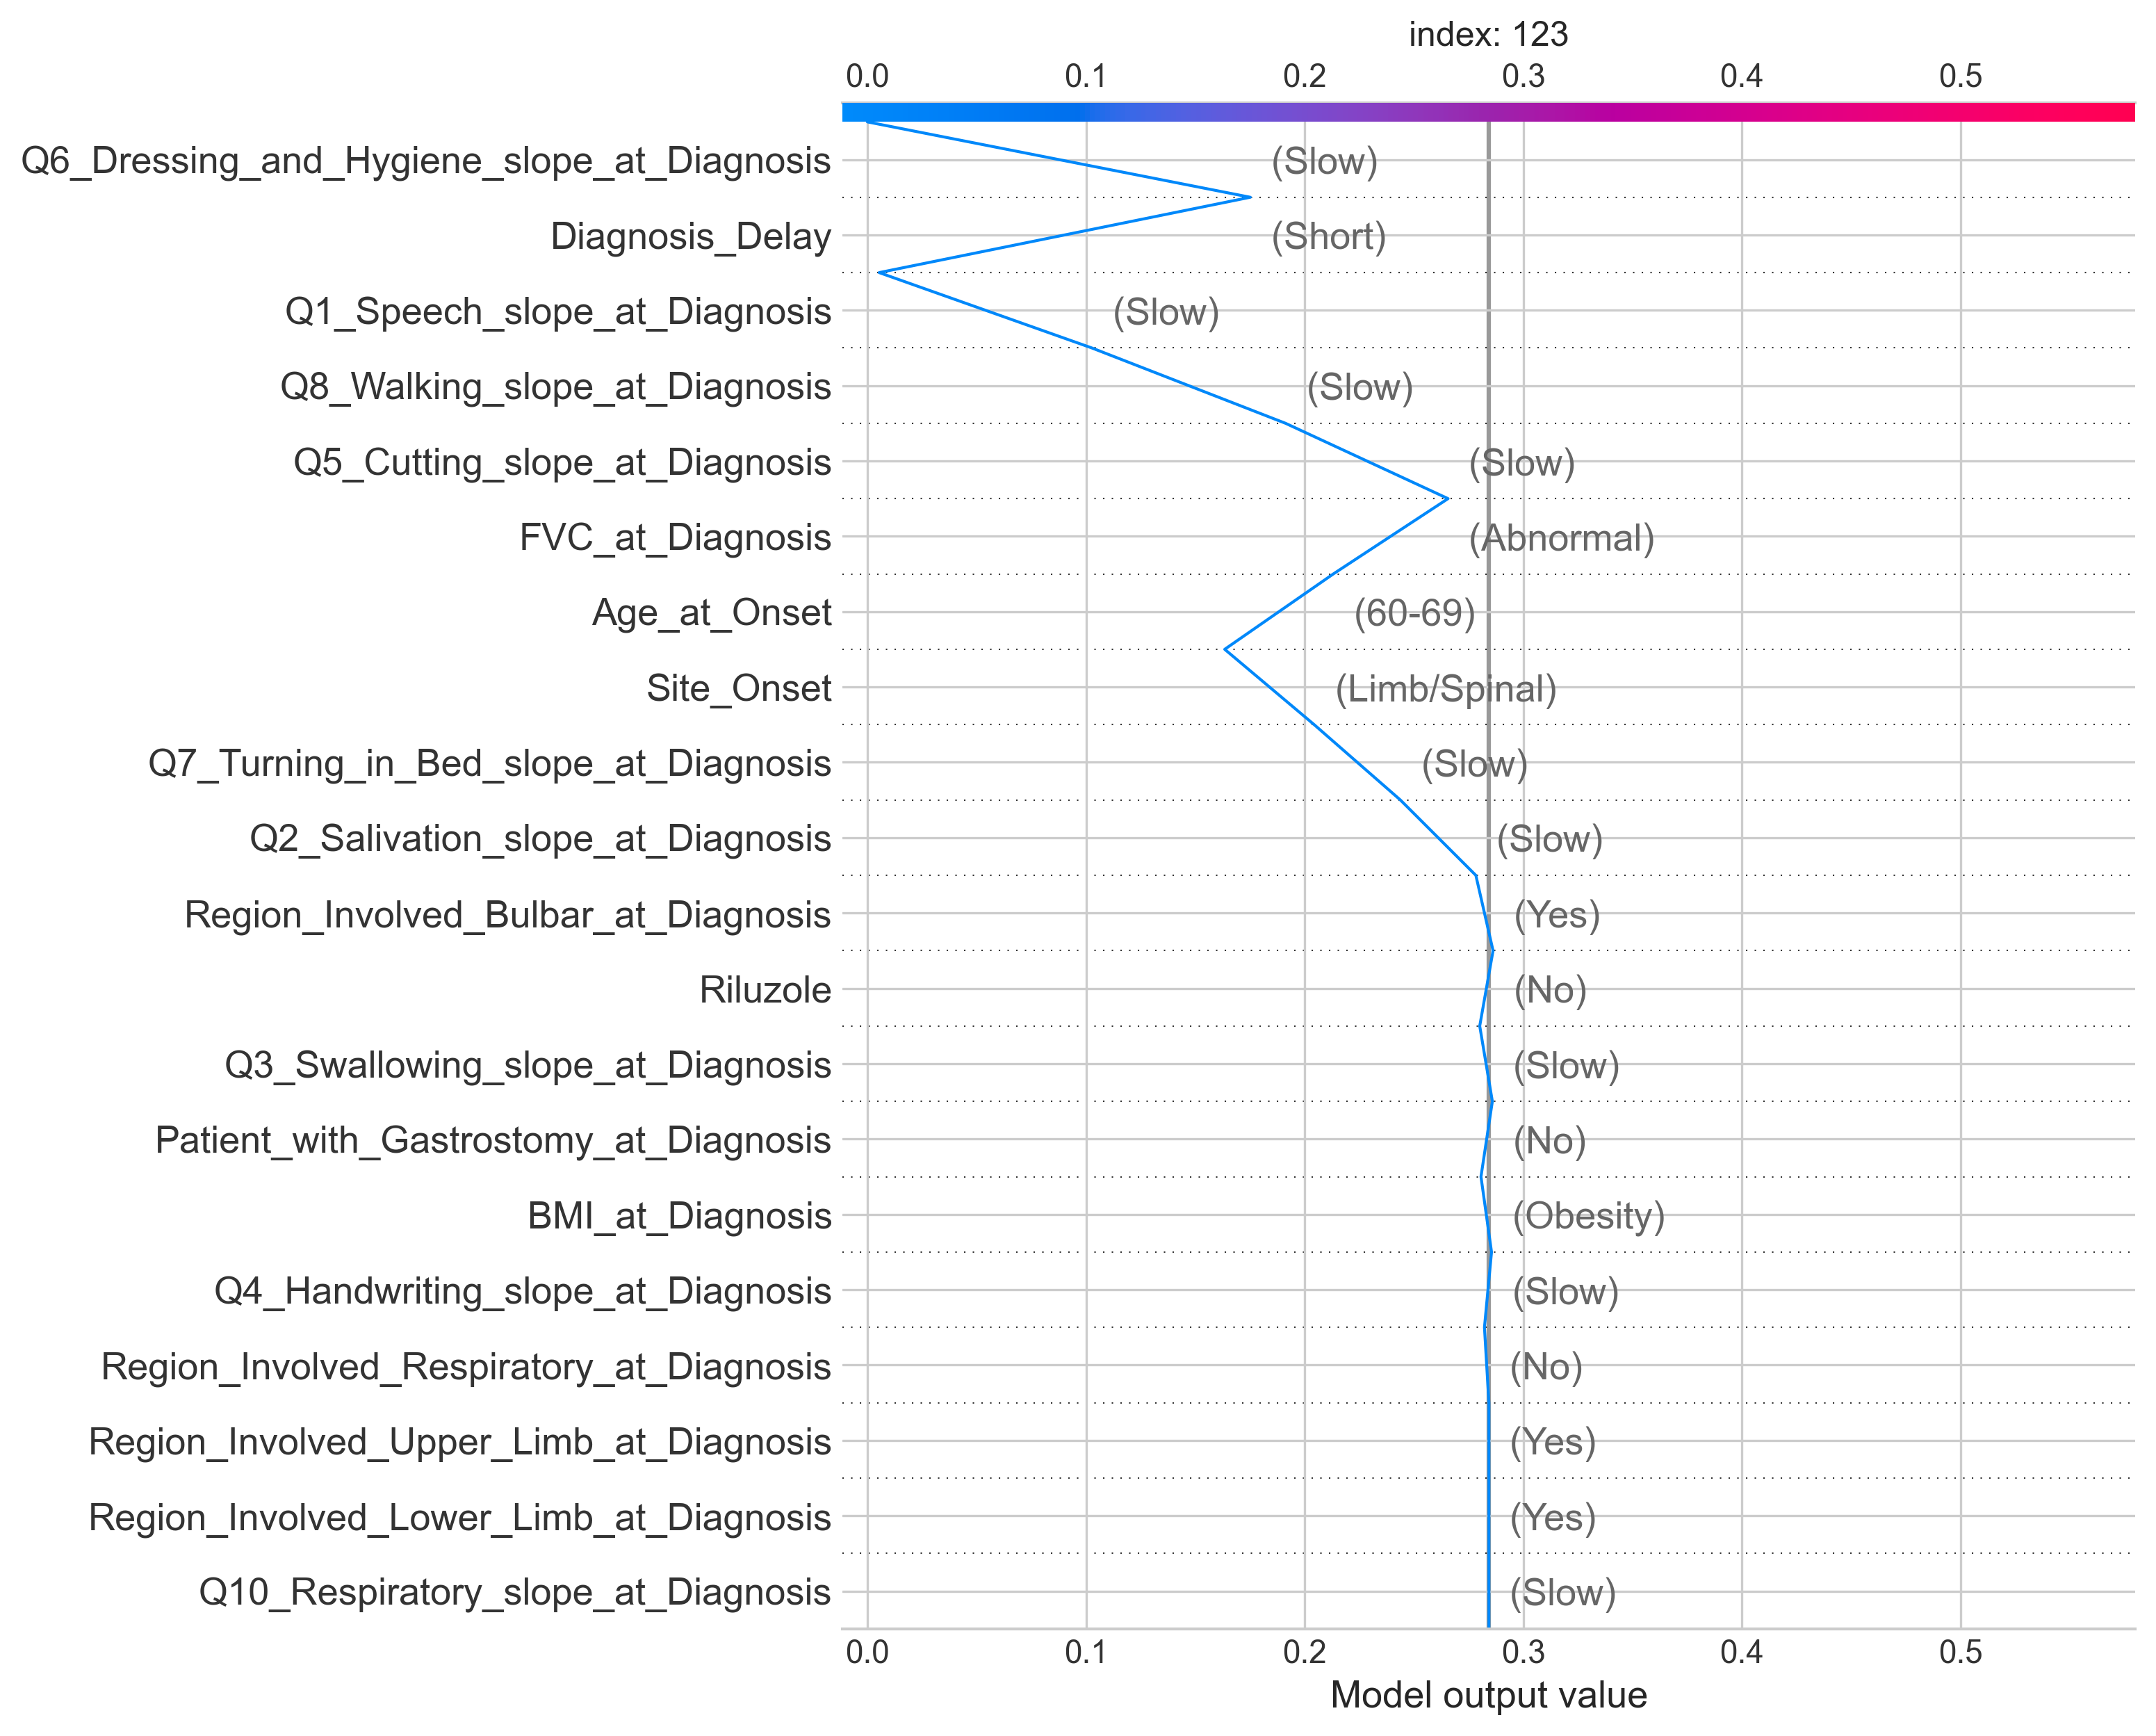 index: 123
0.0 0.1 0.2 0.3 0.4 0.5
Q6_Dressing_and_Hygiene_slope_at_Diagnosis (Slow)
Diagnosis_Delay (Short)
Q1_Speech_slope_at_Diagnosis (Slow)
Q8_Walking_slope_at_Diagnosis (Slow)
Q5_Cutting_slope_at_Diagnosis (Slow)
FVC_at_Diagnosis (Abnormal)
Age_at_Onset (60-69)
Site_Onset (Limb/Spinal)
Q7_Turning_in_Bed_slope_at_Diagnosis (Slow)
Q2_Salivation_slope_at_Diagnosis (Slow)
Region_Involved_Bulbar_at_Diagnosis (Yes)
Riluzole (No)
Q3_Swallowing_slope_at_Diagnosis (Slow)
Patient_with_Gastrostomy_at_Diagnosis (No)
BMI_at_Diagnosis (Obesity)
Q4_Handwriting_slope_at_Diagnosis (Slow)
Region_Involved_Respiratory_at_Diagnosis (No)
Region_Involved_Upper_Limb_at_Diagnosis (Yes)
Region_Involved_Lower_Limb_at_Diagnosis (Yes)
Q10_Respiratory_slope_at_Diagnosis (Slow)
0.0 0.1 0.2 0.3 0.4 0.5
Model output value